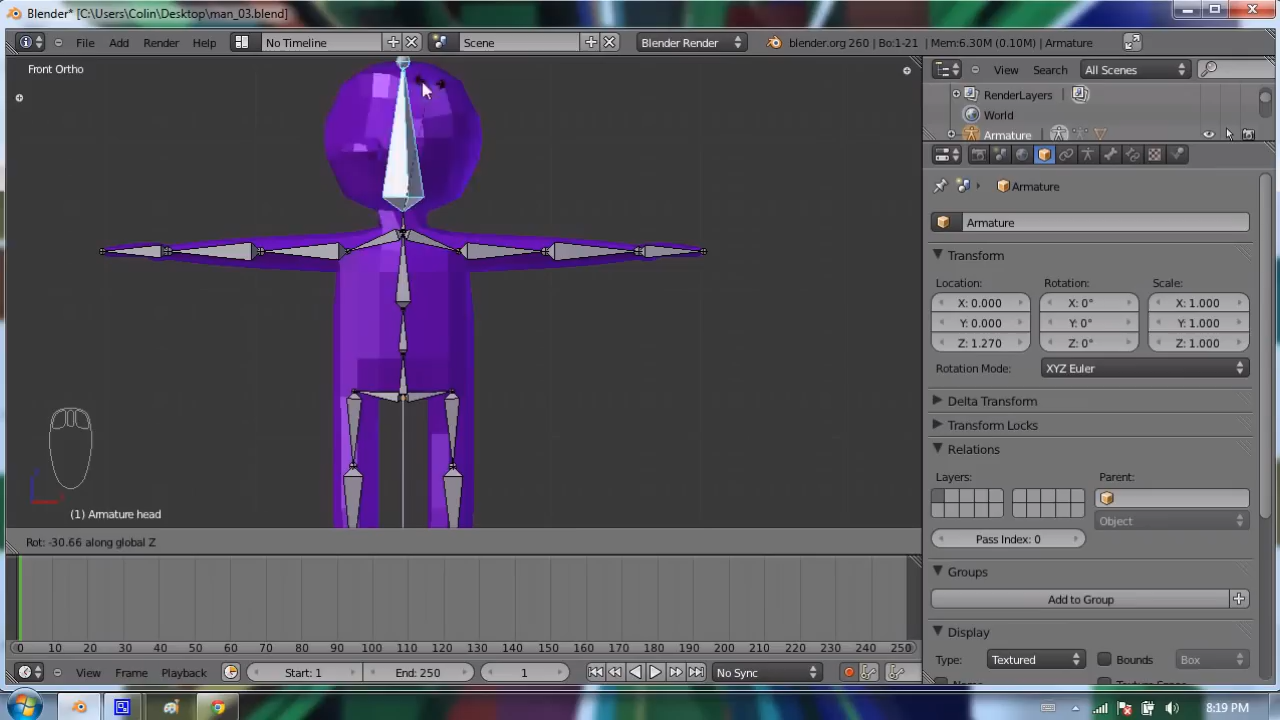 Blender* [C:\Users\Colin\Desktop\man_03.blend]
File Add Render Help No Timeline Scene Blender Render blender.org 260 | Bo:1-21 | Mem:6.30M (0.10M) | Armature
Front Ortho
View Search All Scenes
RenderLayers
World
Armature
Armature
Armature
Transform
Location: Rotation: Scale:
X: 0.000 X: 0° X: 1.000
Y: 0.000 Y: 0° Y: 1.000
Z: 1.270 Z: 0° Z: 1.000
Rotation Mode: XYZ Euler
Delta Transform
Transform Locks
Relations
Layers: Parent:
Object
Pass Index: 0
Groups
Add to Group
Display
Type: Textured Bounds Box
(1) Armature head
Rot: -30.66 along global Z
0 10 20 30 40 50 60 70 80 90 100 110 120 130 140 150 160 170 180 190 200 210 220 230 240 250
View Frame Playback Start: 1 End: 250 1 No Sync
8:19 PM